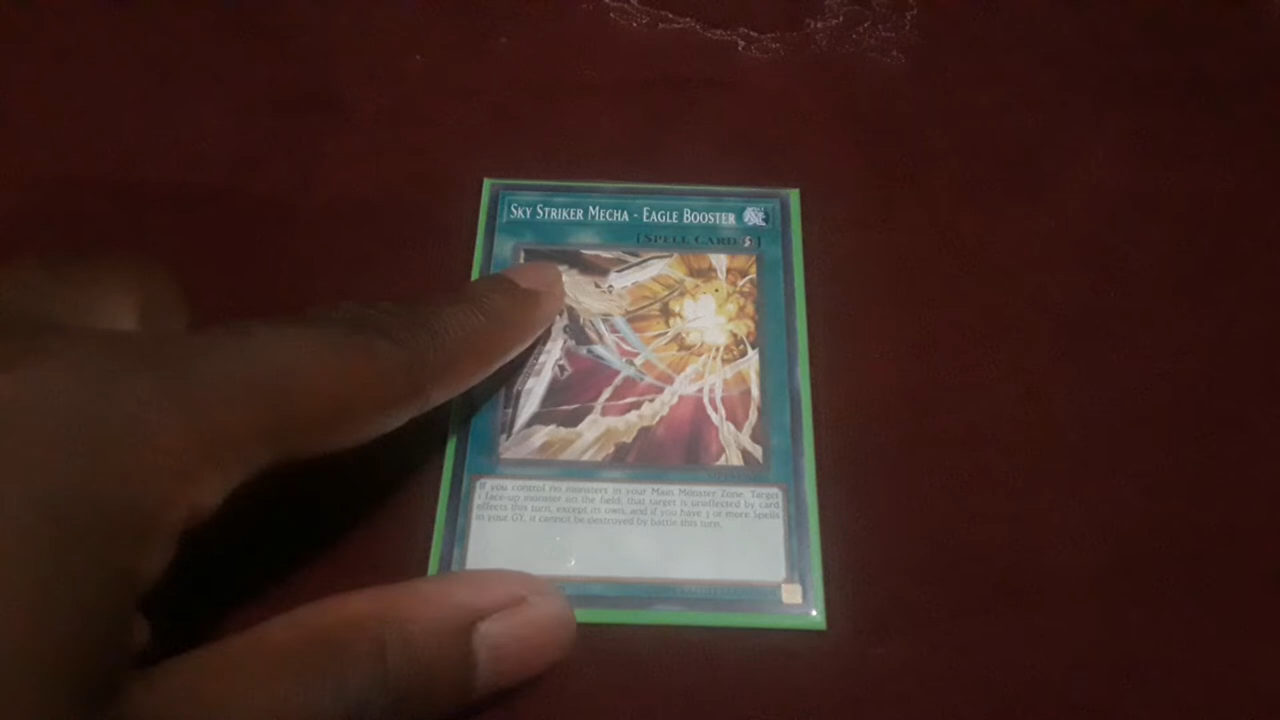 Sky Striker Mecha - Eagle Booster
[Spell Card]
If you control no monsters in your Main Monster Zone: Target
1 face-up monster on the field; that target is unaffected by card
effects this turn, except its own, and if you have 3 or more Spells
in your GY, it cannot be destroyed by battle this turn.